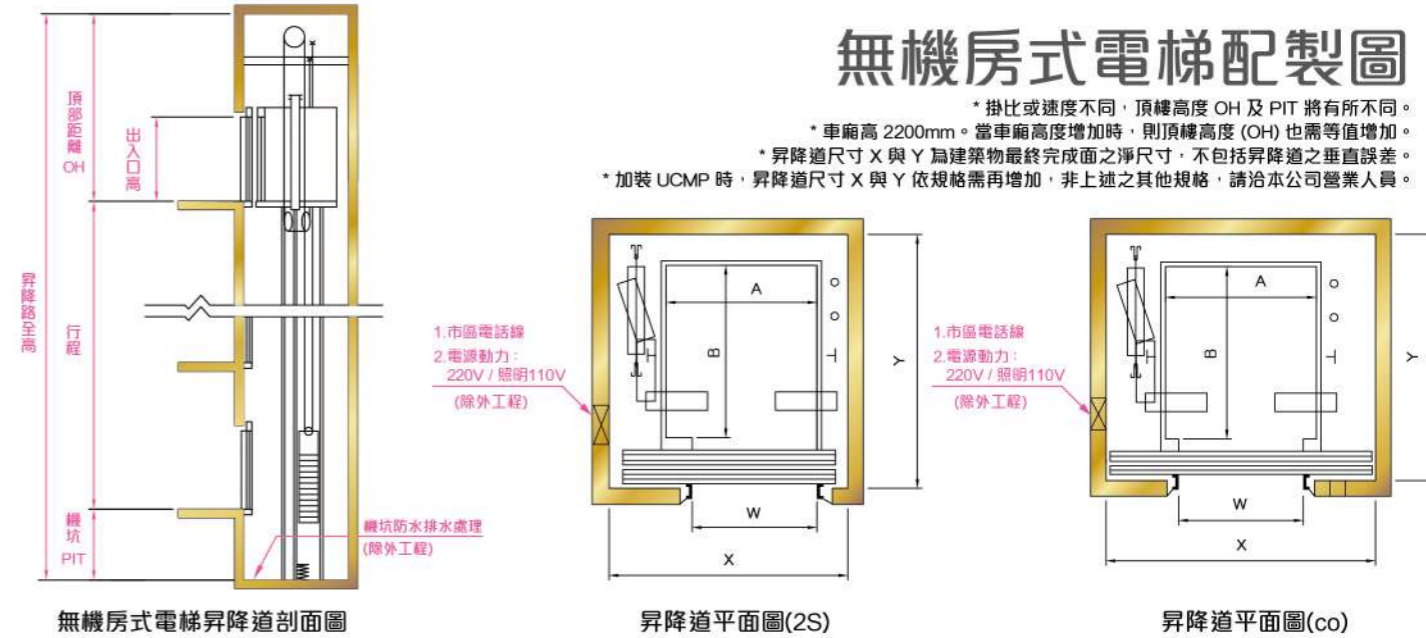 無機房式電梯配製圖
* 掛比或速度不同，頂樓高度 OH 及 PIT 將有所不同。
* 車廂高 2200mm。當車廂高度增加時，則頂樓高度 (OH) 也需等值增加。
* 昇降道尺寸 X 與 Y 為建築物最終完成面之淨尺寸，不包括昇降道之垂直誤差。
* 加裝 UCMP 時，昇降道尺寸 X 與 Y 依規格需再增加，非上述之其他規格，請洽本公司營業人員。
昇降路全高
頂部距離 OH
出入口高
行程
機坑 PIT
機坑防水排水處理
(除外工程)
無機房式電梯昇降道剖面圖
1.市區電話線
2.電源動力：
220V / 照明110V
(除外工程)
A
B
Y
W
X
昇降道平面圖(2S)
1.市區電話線
2.電源動力：
220V / 照明110V
(除外工程)
A
B
Y
W
X
昇降道平面圖(co)